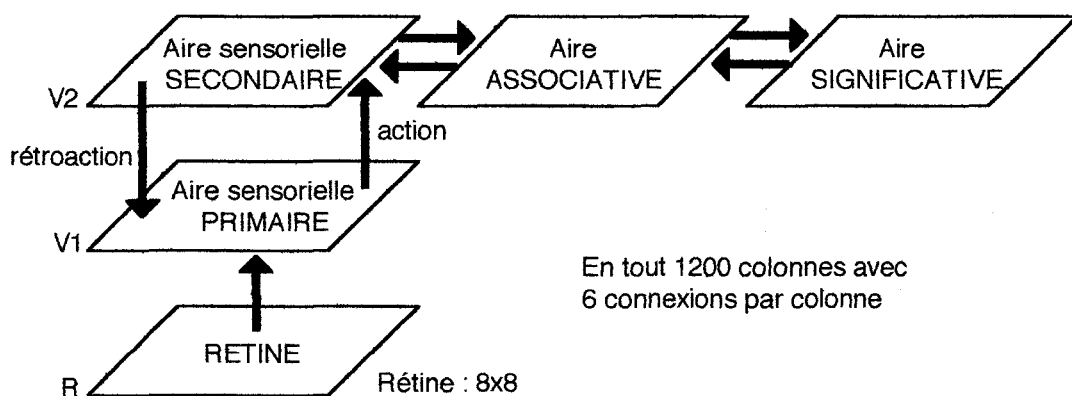 Aire sensorielle
SECONDAIRE
Aire
ASSOCIATIVE
Aire
SIGNIFICATIVE
V2
rétroaction
action
Aire sensorielle
PRIMAIRE
V1
En tout 1200 colonnes avec
6 connexions par colonne
RETINE
R
Rétine : 8x8